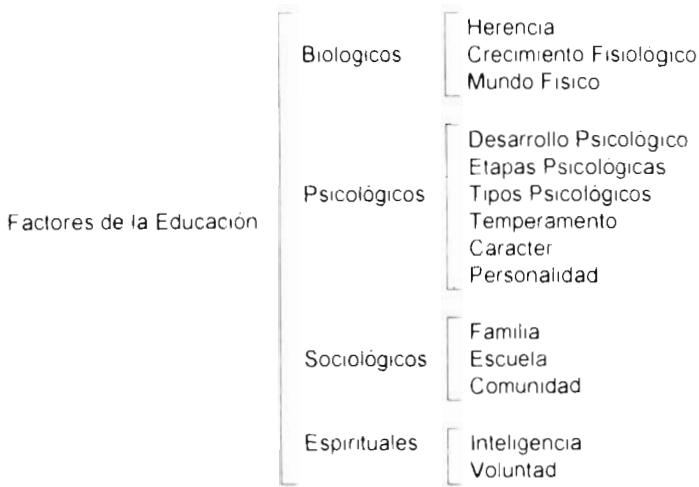 Factores de la Educación
Biologicos
Herencia
Crecimiento Fisiológico
Mundo Fisico
Psicológicos
Desarrollo Psicológico
Etapas Psicológicas
Tipos Psicológicos
Temperamento
Caracter
Personalidad
Sociológicos
Familia
Escuela
Comunidad
Espirituales
Inteligencia
Voluntad